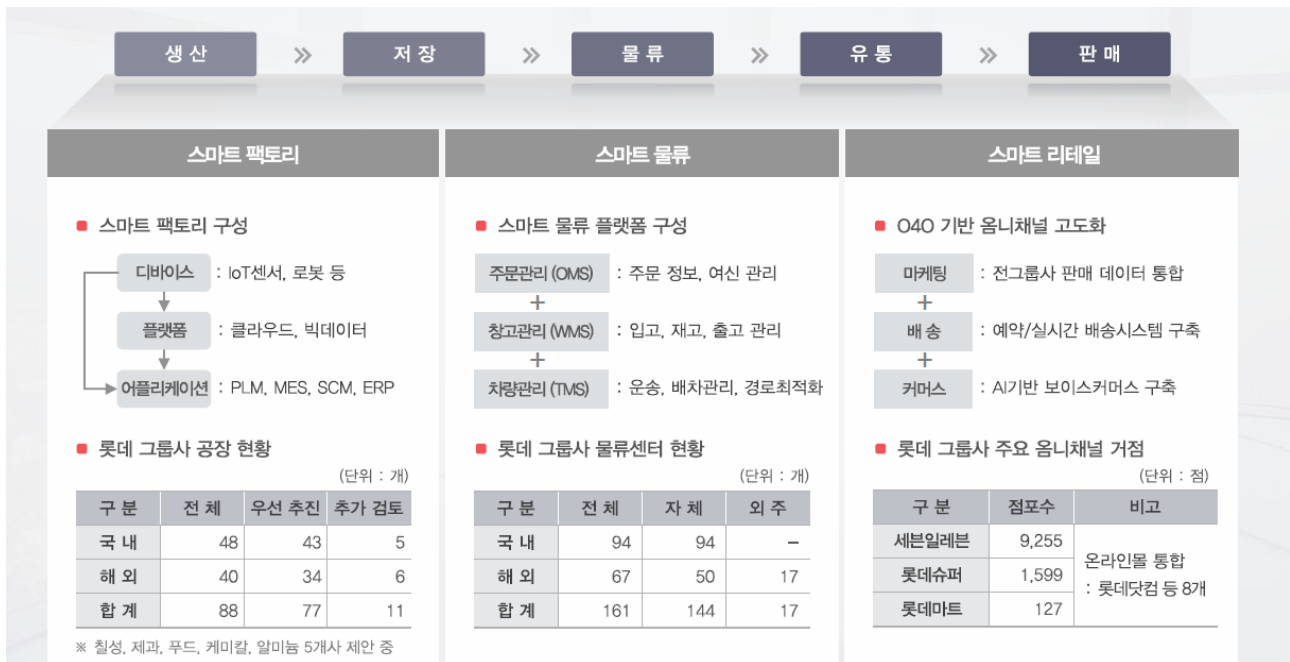 생 산 » 저 장 » 물 류 » 유 통 » 판 매
스마트 팩토리
■ 스마트 팩토리 구성
디바이스 : IoT센서, 로봇 등
플랫폼 : 클라우드, 빅데이터
어플리케이션 : PLM, MES, SCM, ERP
■ 롯데 그룹사 공장 현황
(단위 : 개)
구 분 전 체 우선 추진 추가 검토
국 내 48 43 5
해 외 40 34 6
합 계 88 77 11
※ 칠성, 제과, 푸드, 케미칼, 알미늄 5개사 제안 중
스마트 물류
■ 스마트 물류 플랫폼 구성
주문관리 (OMS) : 주문 정보, 여신 관리
+
창고관리 (WMS) : 입고, 재고, 출고 관리
+
차량관리 (TMS) : 운송, 배차관리, 경로최적화
■ 롯데 그룹사 물류센터 현황
(단위 : 개)
구 분 전 체 자 체 외 주
국 내 94 94 –
해 외 67 50 17
합 계 161 144 17
스마트 리테일
■ O4O 기반 옴니채널 고도화
마케팅 : 전그룹사 판매 데이터 통합
+
배 송 : 예약/실시간 배송시스템 구축
+
커머스 : AI기반 보이스커머스 구축
■ 롯데 그룹사 주요 옴니채널 거점
(단위 : 점)
구 분 점포수 비고
세븐일레븐 9,255
온라인몰 통합
롯데슈퍼 1,599
: 롯데닷컴 등 8개
롯데마트 127